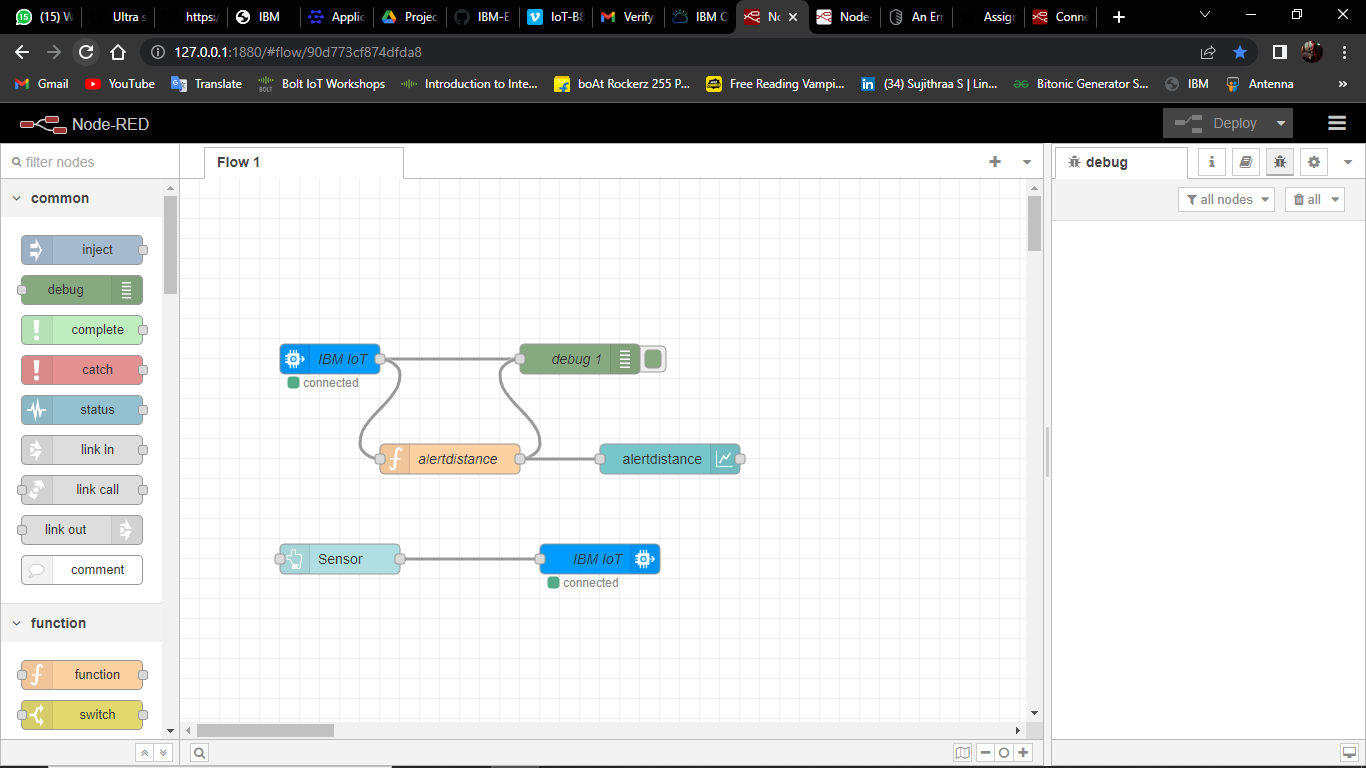 (15) W
Ultra s
https:/
IBM
Applic
Projec
IBM-E
IoT-B8
Verify
IBM C
No
Node-
An Err
Assigr
Conne
127.0.0.1:1880/#flow/90d773cf874dfda8
Gmail
YouTube
Translate
Bolt IoT Workshops
Introduction to Inte...
boAt Rockerz 255 P...
Free Reading Vampi...
(34) Sujithraa S | Lin...
Bitonic Generator S...
IBM
Antenna
»
Node-RED
Deploy
filter nodes
Flow 1
debug
all nodes
all
common
inject
debug
complete
catch
status
link in
link call
link out
comment
function
function
switch
IBM IoT
connected
debug 1
alertdistance
alertdistance
Sensor
IBM IoT
connected